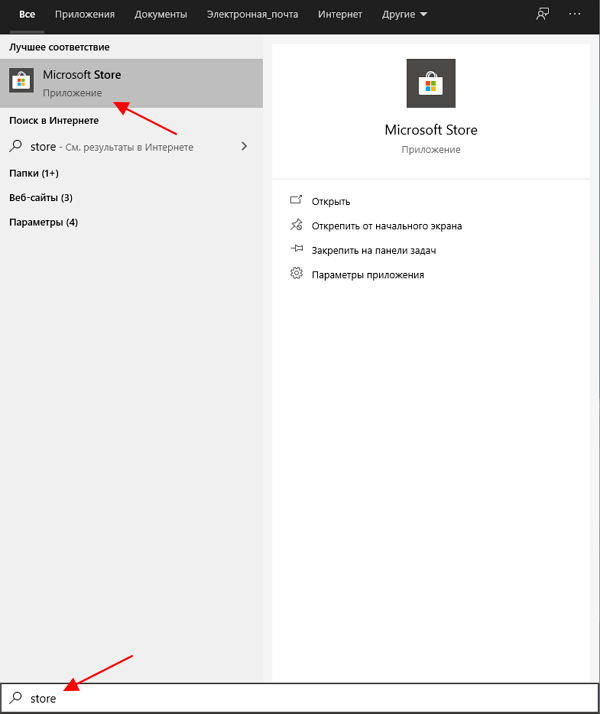 Все Приложения Документы Электронная_почта Интернет Другие
Лучшее соответствие
Microsoft Store
Приложение
Поиск в Интернете
store - См. результаты в Интернете
Папки (1+)
Веб-сайты (3)
Параметры (4)
Microsoft Store
Приложение
Открыть
Открепить от начального экрана
Закрепить на панели задач
Параметры приложения
store